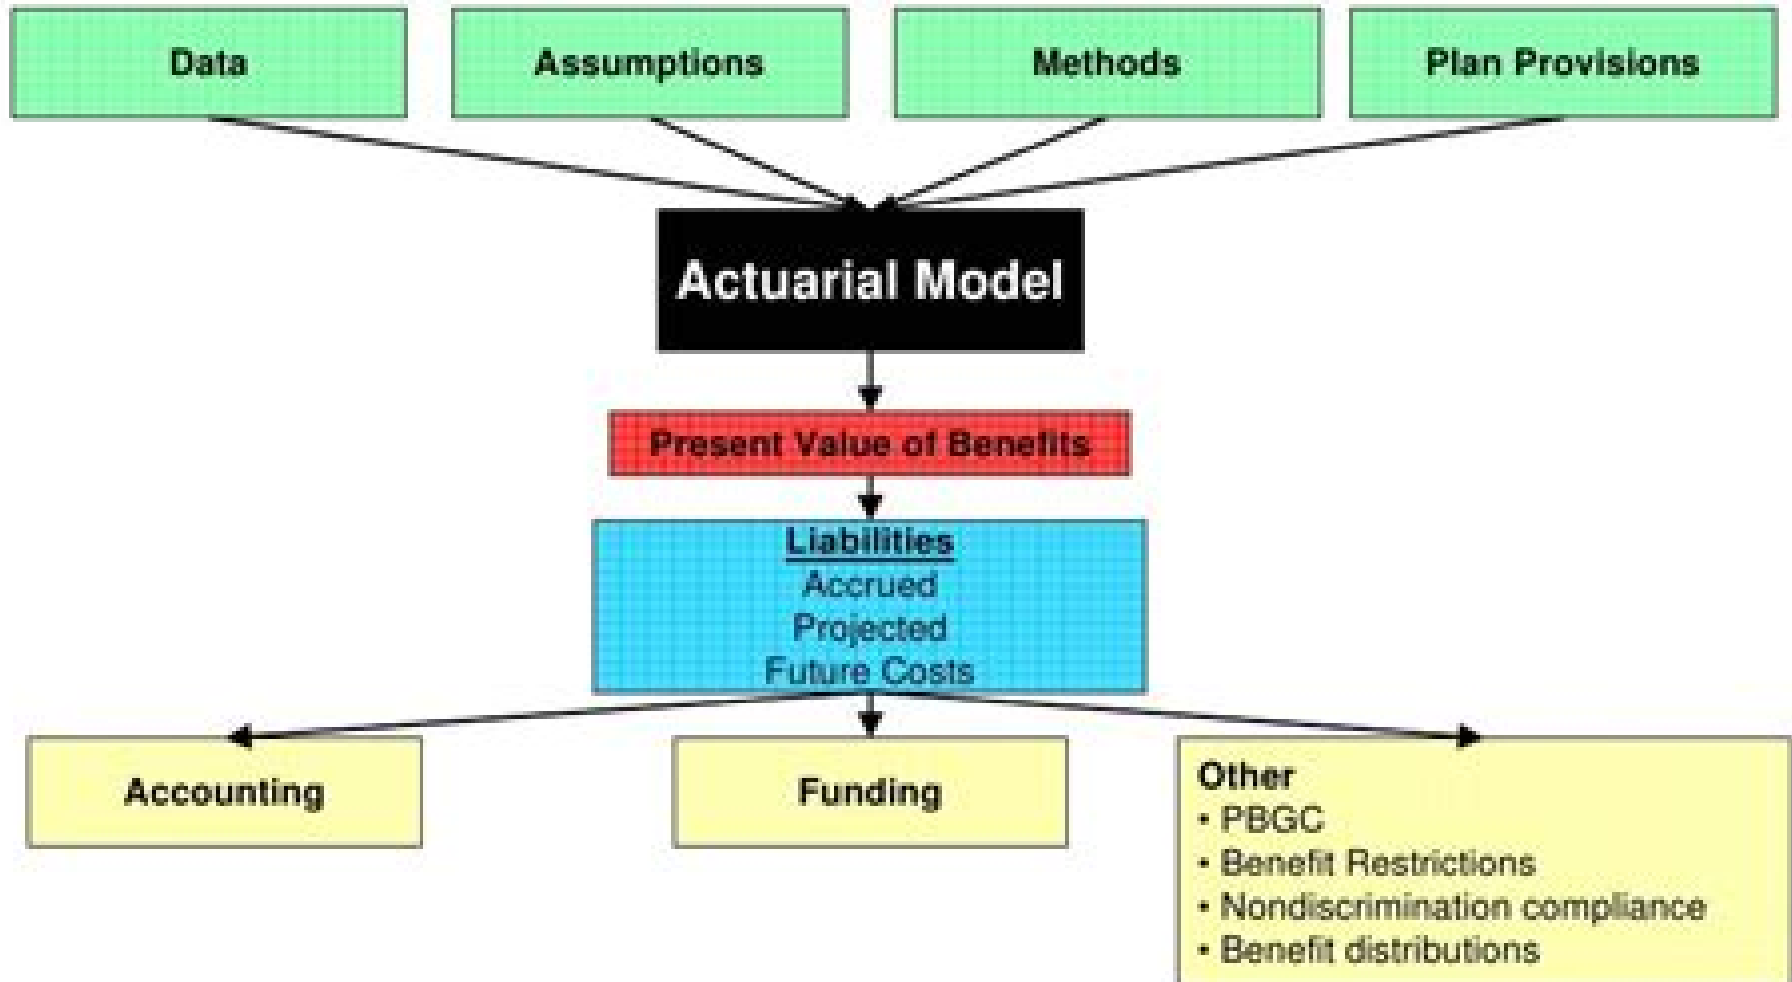 Data
Assumptions
Methods
Plan Provisions
Actuarial Model
Present Value of Benefits
Liabilities
Accrued
Projected
Future Costs
Accounting
Funding
Other
• PBGC
• Benefit Restrictions
• Nondiscrimination compliance
• Benefit distributions